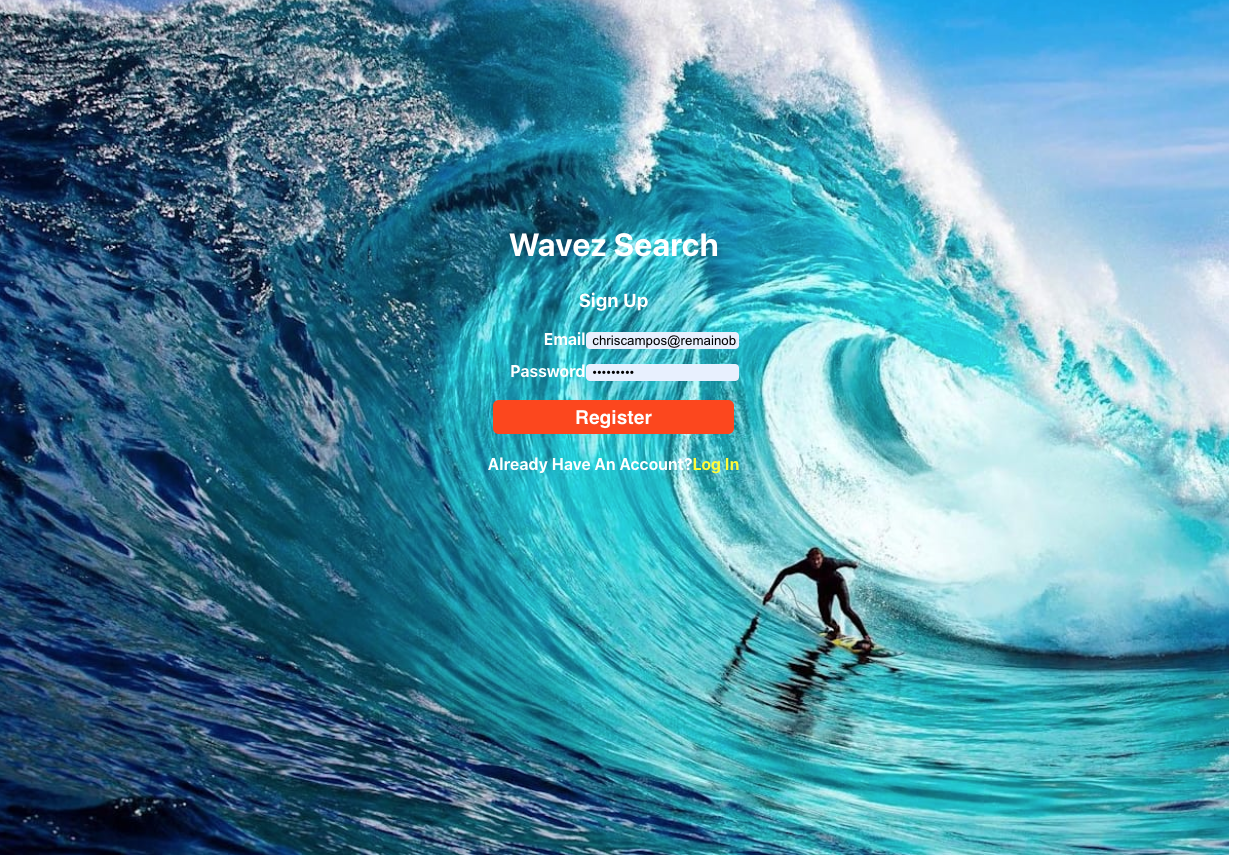 Wavez Search
Sign Up
Email chriscampos@remainob
Password •••••••••
Register
Already Have An Account?Log In